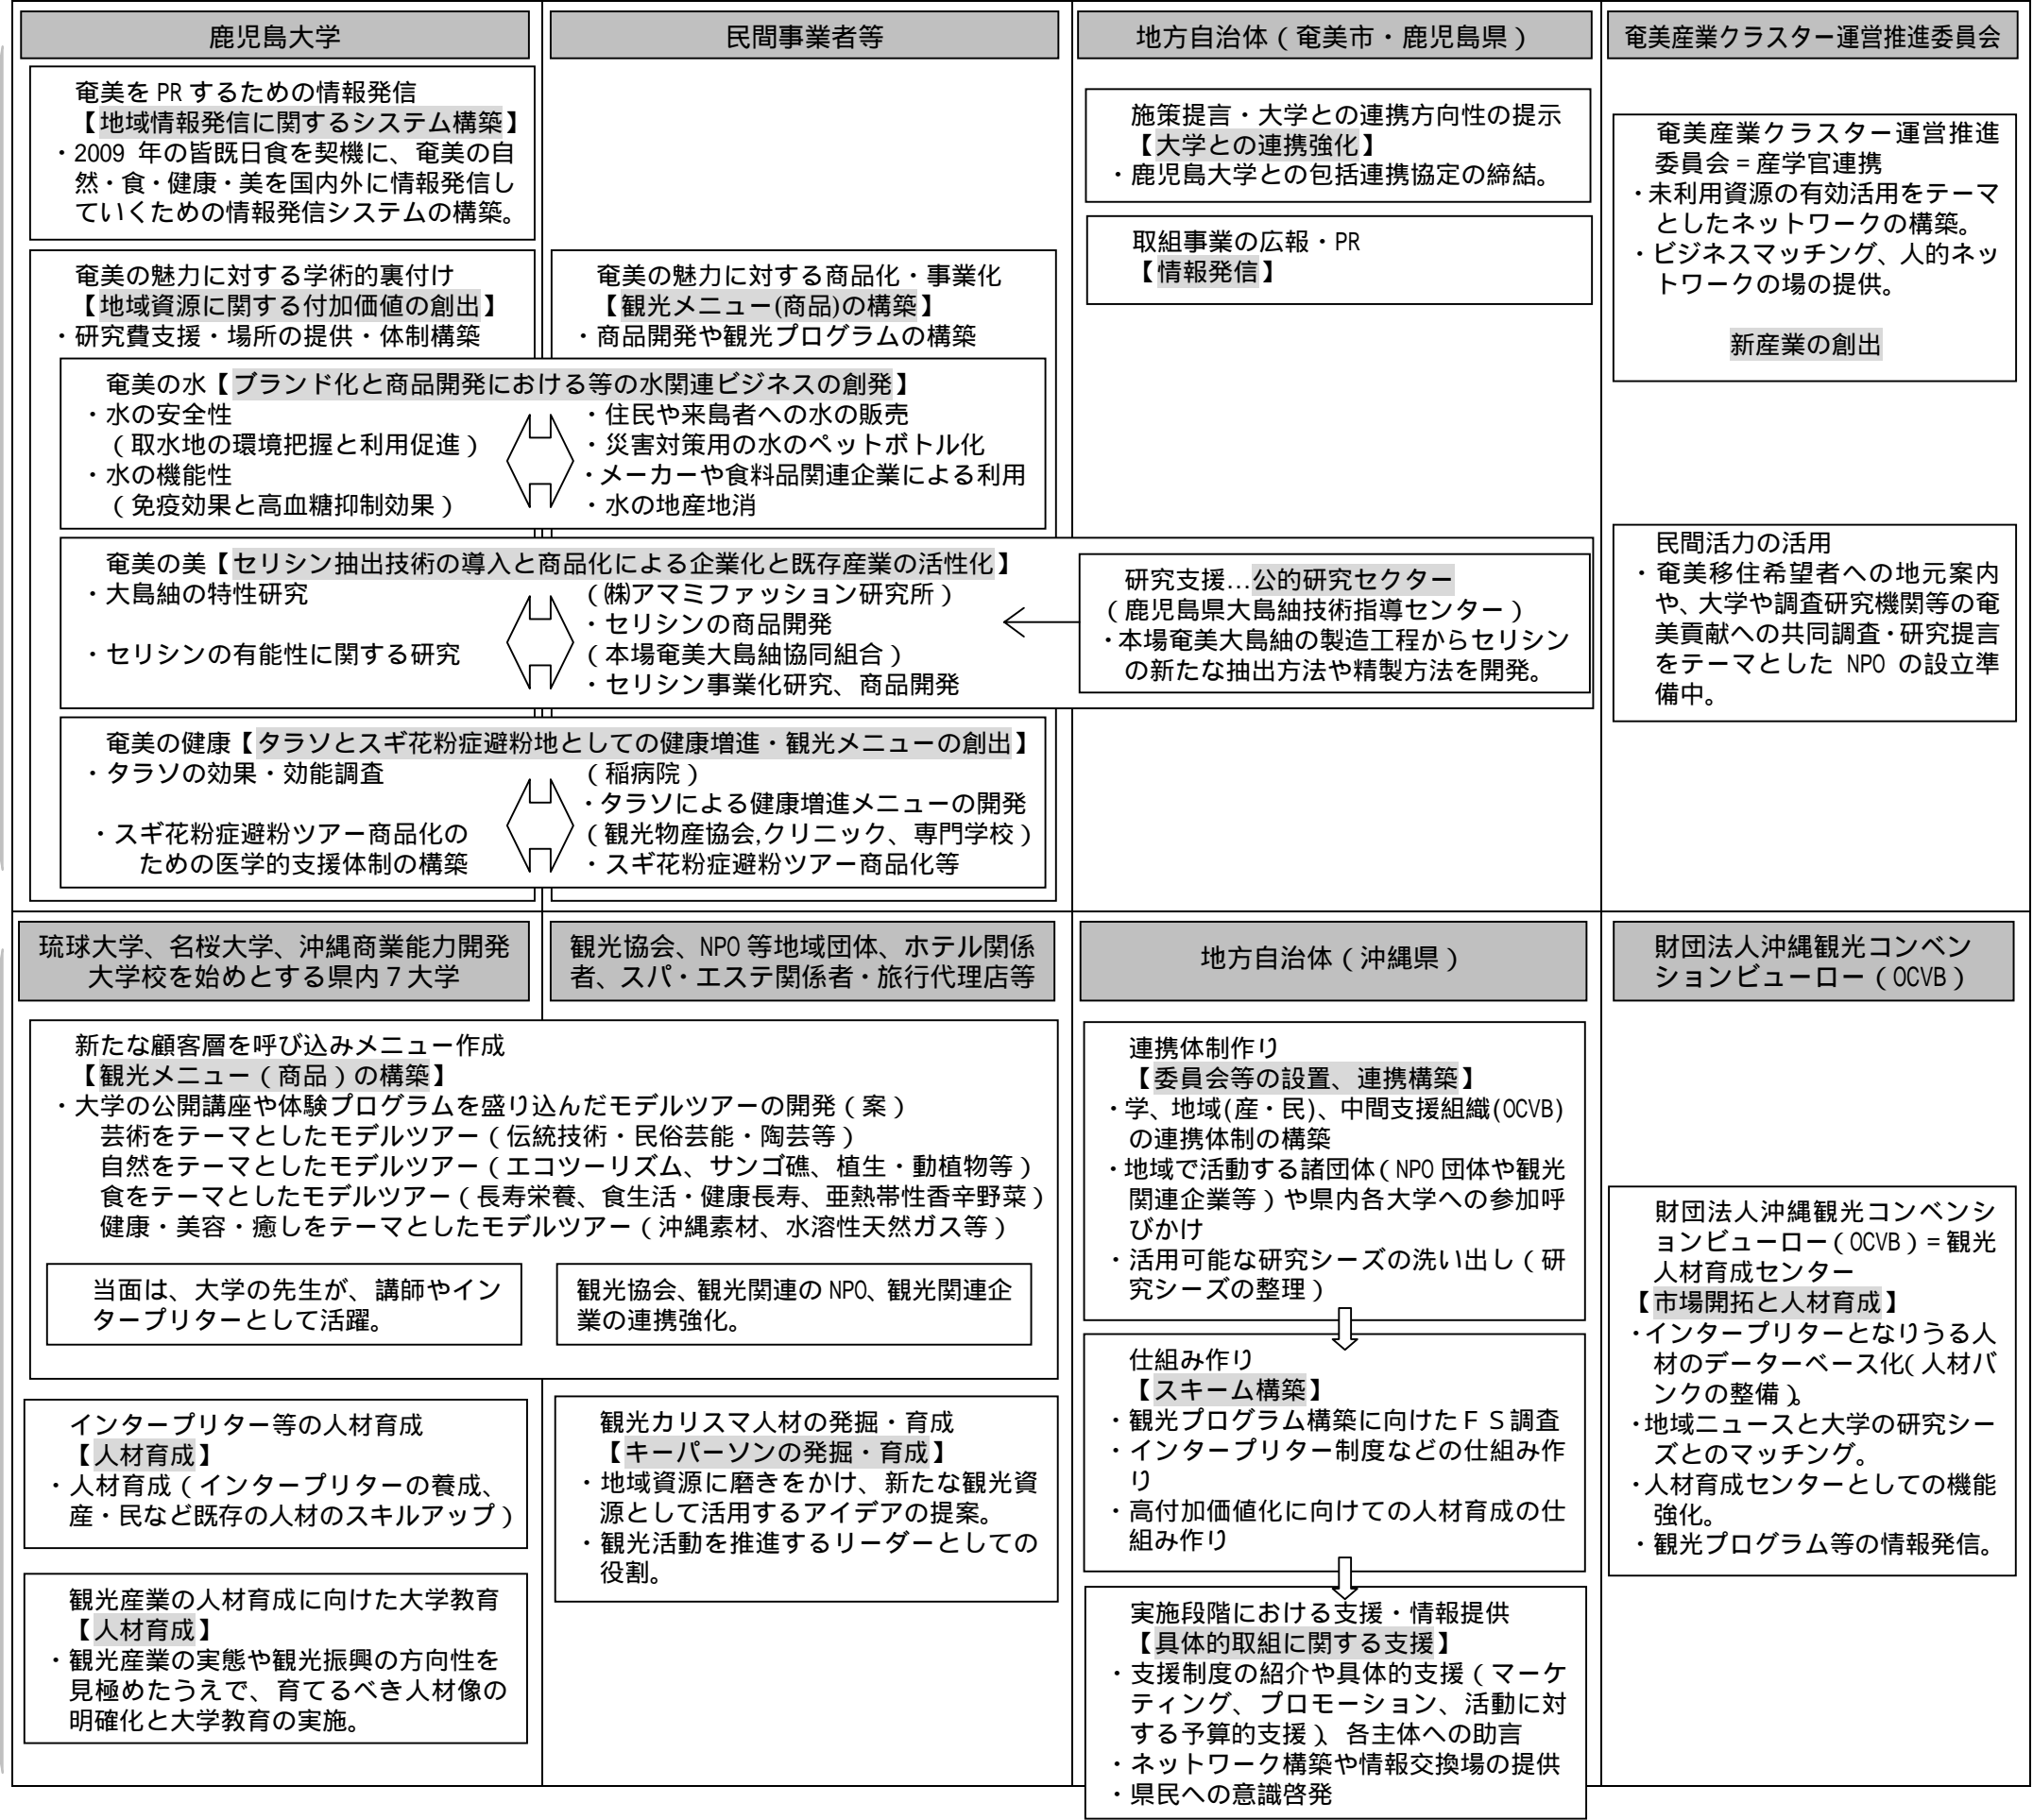 鹿児島大学
奄美を PR するための情報発信
【地域情報発信に関するシステム構築】
・2009 年の皆既日食を契機に、奄美の自
然・食・健康・美を国内外に情報発信し
ていくための情報発信システムの構築。
奄美の魅力に対する学術的裏付け
【地域資源に関する付加価値の創出】
・研究費支援・場所の提供・体制構築
民間事業者等
奄美の魅力に対する商品化・事業化
【観光メニュー(商品)の構築】
・商品開発や観光プログラムの構築
奄美の水【ブランド化と商品開発における等の水関連ビジネスの創発】
・水の安全性
（取水地の環境把握と利用促進）
・水の機能性
（免疫効果と高血糖抑制効果）
・住民や来島者への水の販売
・災害対策用の水のペットボトル化
・メーカーや食料品関連企業による利用
・水の地産地消
奄美の美【セリシン抽出技術の導入と商品化による企業化と既存産業の活性化】
・大島紬の特性研究
・セリシンの有能性に関する研究
（㈱アマミファッション研究所）
・セリシンの商品開発
（本場奄美大島紬協同組合）
・セリシン事業化研究、商品開発
研究支援…公的研究セクター
（鹿児島県大島紬技術指導センター）
・本場奄美大島紬の製造工程からセリシン
の新たな抽出方法や精製方法を開発。
奄美の健康【タラソとスギ花粉症避粉地としての健康増進・観光メニューの創出】
・タラソの効果・効能調査
・スギ花粉症避粉ツアー商品化の
ための医学的支援体制の構築
（稲病院）
・タラソによる健康増進メニューの開発
（観光物産協会,クリニック、専門学校）
・スギ花粉症避粉ツアー商品化等
地方自治体（奄美市・鹿児島県）
施策提言・大学との連携方向性の提示
【大学との連携強化】
・鹿児島大学との包括連携協定の締結。
取組事業の広報・PR
【情報発信】
奄美産業クラスター運営推進委員会
奄美産業クラスター運営推進
委員会＝産学官連携
・未利用資源の有効活用をテーマ
としたネットワークの構築。
・ビジネスマッチング、人的ネッ
トワークの場の提供。
新産業の創出
民間活力の活用
・奄美移住希望者への地元案内
や、大学や調査研究機関等の奄
美貢献への共同調査・研究提言
をテーマとした NPO の設立準
備中。
琉球大学、名桜大学、沖縄商業能力開発
大学校を始めとする県内７大学
観光協会、NPO 等地域団体、ホテル関係
者、スパ・エステ関係者・旅行代理店等
新たな顧客層を呼び込みメニュー作成
【観光メニュー（商品）の構築】
・大学の公開講座や体験プログラムを盛り込んだモデルツアーの開発（案）
芸術をテーマとしたモデルツアー（伝統技術・民俗芸能・陶芸等）
自然をテーマとしたモデルツアー（エコツーリズム、サンゴ礁、植生・動植物等）
食をテーマとしたモデルツアー（長寿栄養、食生活・健康長寿、亜熱帯性香辛野菜）
健康・美容・癒しをテーマとしたモデルツアー（沖縄素材、水溶性天然ガス等）
当面は、大学の先生が、講師やイン
タープリターとして活躍。
観光協会、観光関連の NPO、観光関連企
業の連携強化。
インタープリター等の人材育成
【人材育成】
・人材育成（インタープリターの養成、
産・民など既存の人材のスキルアップ）
観光産業の人材育成に向けた大学教育
【人材育成】
・観光産業の実態や観光振興の方向性を
見極めたうえで、育てるべき人材像の
明確化と大学教育の実施。
観光カリスマ人材の発掘・育成
【キーパーソンの発掘・育成】
・地域資源に磨きをかけ、新たな観光資
源として活用するアイデアの提案。
・観光活動を推進するリーダーとしての
役割。
地方自治体（沖縄県）
連携体制作り
【委員会等の設置、連携構築】
・学、地域(産・民)、中間支援組織(OCVB)
の連携体制の構築
・地域で活動する諸団体（NPO 団体や観光
関連企業等）や県内各大学への参加呼
びかけ
・活用可能な研究シーズの洗い出し（研
究シーズの整理）
仕組み作り
【スキーム構築】
・観光プログラム構築に向けたＦＳ調査
・インタープリター制度などの仕組み作
り
・高付加価値化に向けての人材育成の仕
組み作り
実施段階における支援・情報提供
【具体的取組に関する支援】
・支援制度の紹介や具体的支援（マーケ
ティング、プロモーション、活動に対
する予算的支援）、各主体への助言
・ネットワーク構築や情報交換場の提供
・県民への意識啓発
財団法人沖縄観光コンベン
ションビューロー（OCVB）
財団法人沖縄観光コンベンシ
ョンビューロー（OCVB）＝観光
人材育成センター
【市場開拓と人材育成】
・インタープリターとなりうる人
材のデーターベース化（人材バ
ンクの整備）。
・地域ニュースと大学の研究シー
ズとのマッチング。
・人材育成センターとしての機能
強化。
・観光プログラム等の情報発信。